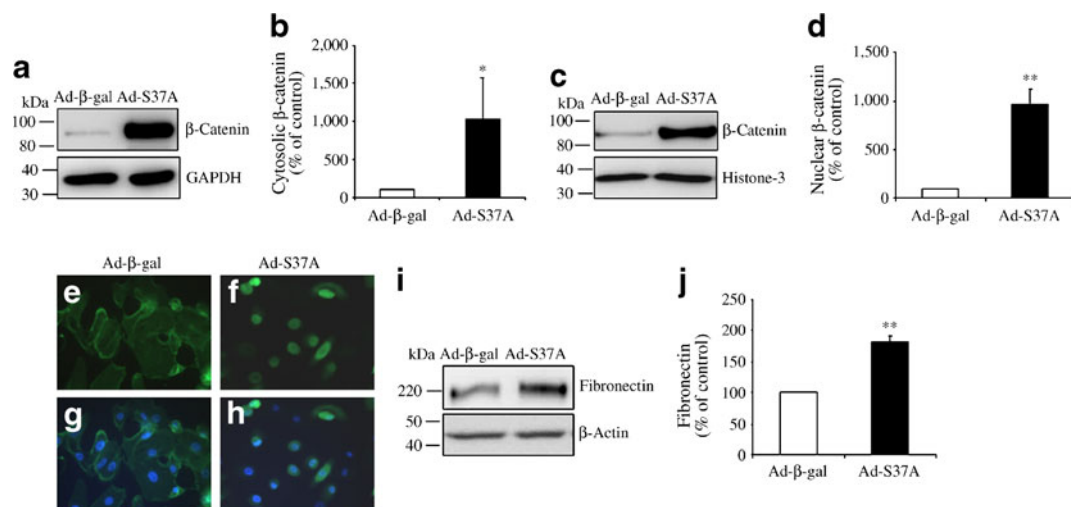 a
kDa
Ad-β-gal Ad-S37A
100
80
β-Catenin
40
30
GAPDH
b
Cytosolic β-catenin
(% of control)
2,000
1,500
1,000
500
0
*
Ad-β-gal
Ad-S37A
c
kDa
Ad-β-gal Ad-S37A
100
80
β-Catenin
40
30
Histone-3
d
Nuclear β-catenin
(% of control)
1,500
1,000
500
0
**
Ad-β-gal
Ad-S37A
Ad-β-gal
Ad-S37A
e
f
g
h
i
kDa
Ad-β-gal Ad-S37A
220
Fibronectin
50
40
β-Actin
j
Fibronectin
(% of control)
250
200
150
100
50
0
**
Ad-β-gal
Ad-S37A